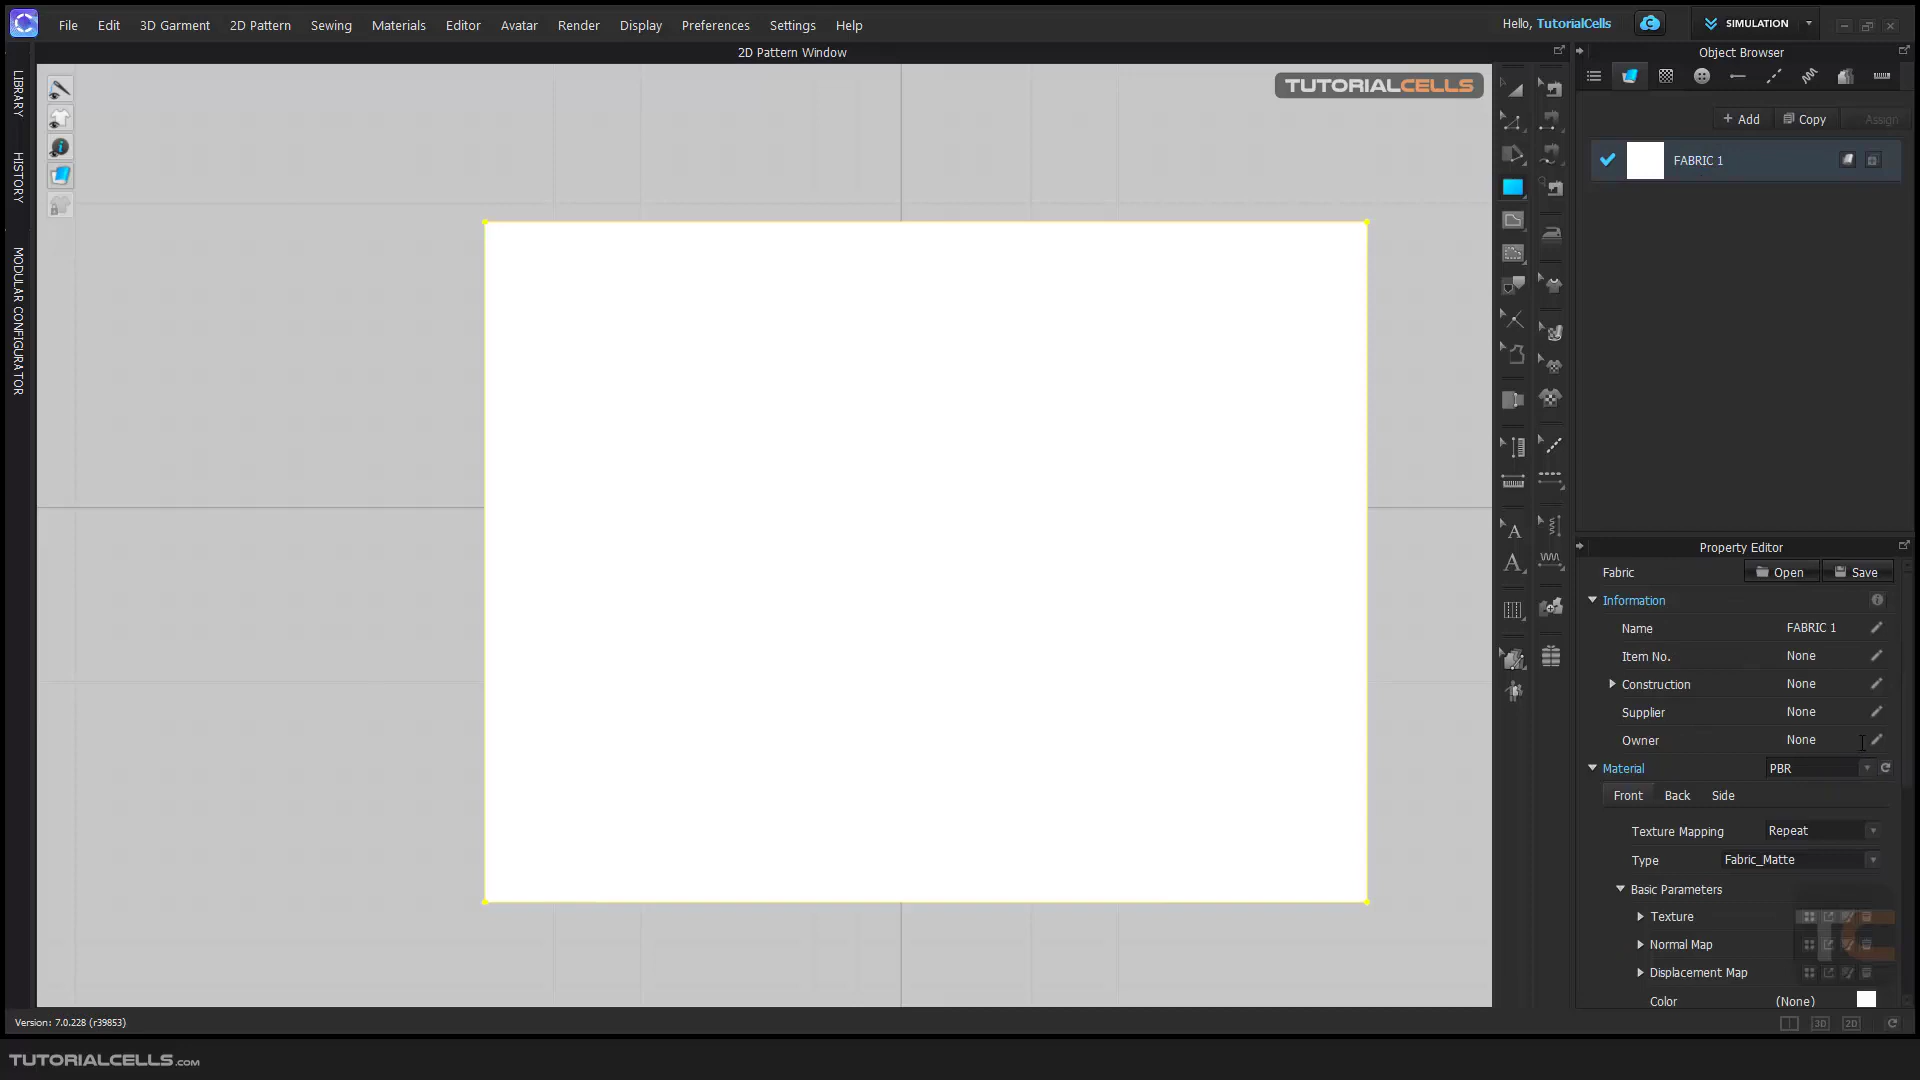 File Edit 3D Garment 2D Pattern Sewing Materials Editor Avatar Render Display Preferences Settings Help
Hello, TutorialCells
SIMULATION
2D Pattern Window
Object Browser
TUTORIALCELLS
LIBRARY
HISTORY
MODULAR CONFIGURATOR
+ Add Copy Assign
FABRIC 1
A
A
Property Editor
Fabric Open Save
Information
Name FABRIC 1
Item No. None
Construction None
Supplier None
Owner None
Material PBR
Front Back Side
Texture Mapping Repeat
Type Fabric_Matte
Basic Parameters
Texture
Normal Map
Displacement Map
Color (None)
TC
Version: 7.0.228 (r39853)
3D 2D
TUTORIALCELLS.com